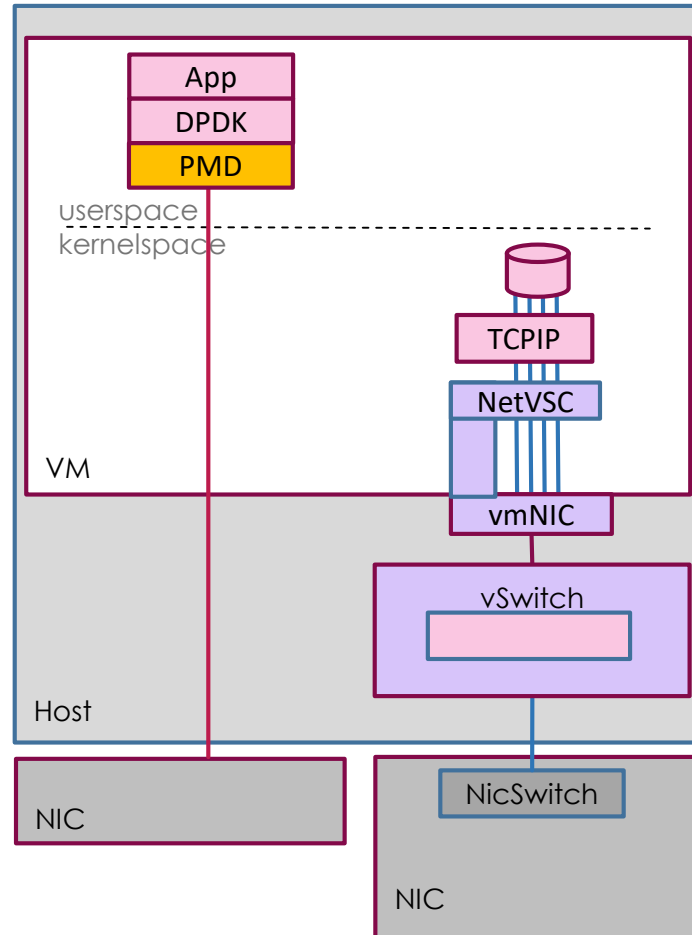 App
DPDK
PMD
userspace
kernelspace
TCPIP
NetVSC
VM
vmNIC
vSwitch
Host
NicSwitch
NIC
NIC